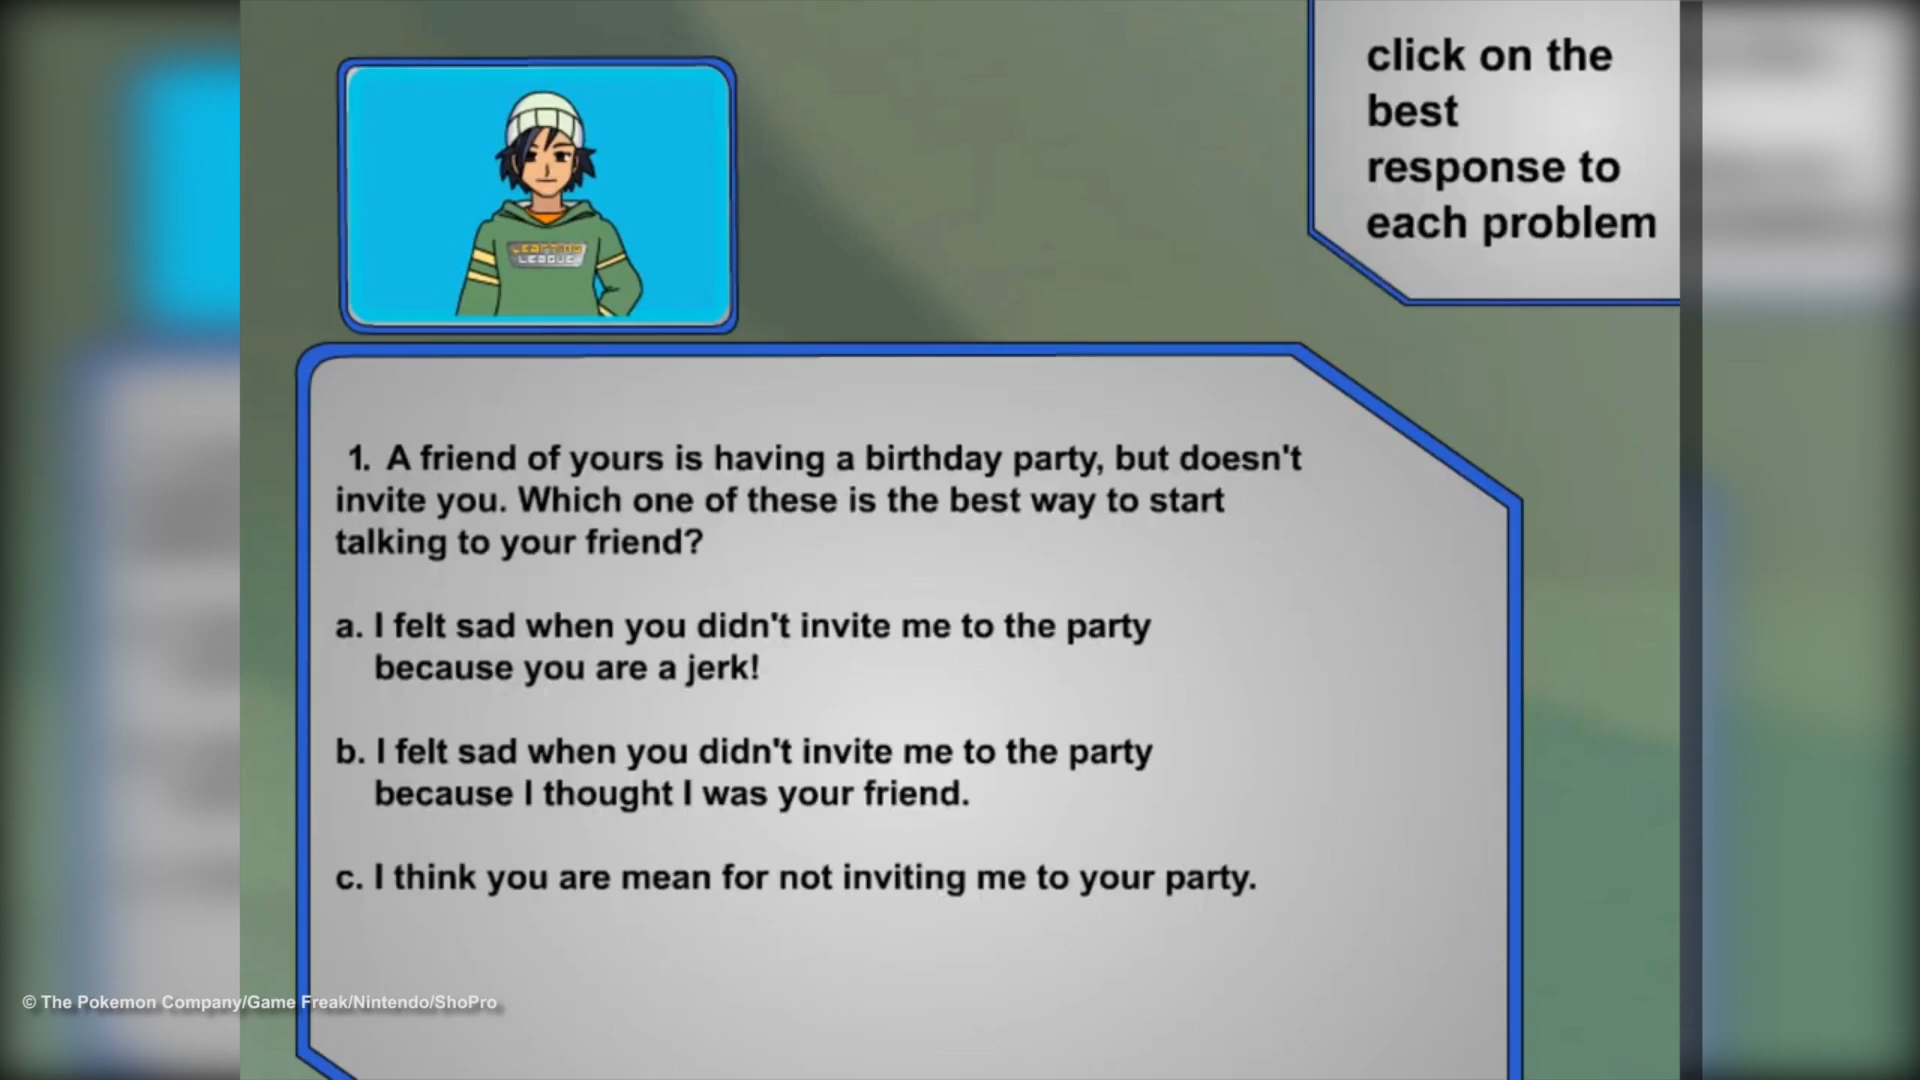 click on the
best
response to
each problem
LEARNING
LEAGUE
1. A friend of yours is having a birthday party, but doesn't
invite you. Which one of these is the best way to start
talking to your friend?
a. I felt sad when you didn't invite me to the party
because you are a jerk!
b. I felt sad when you didn't invite me to the party
because I thought I was your friend.
c. I think you are mean for not inviting me to your party.
© The Pokemon Company/Game Freak/Nintendo/ShoPro